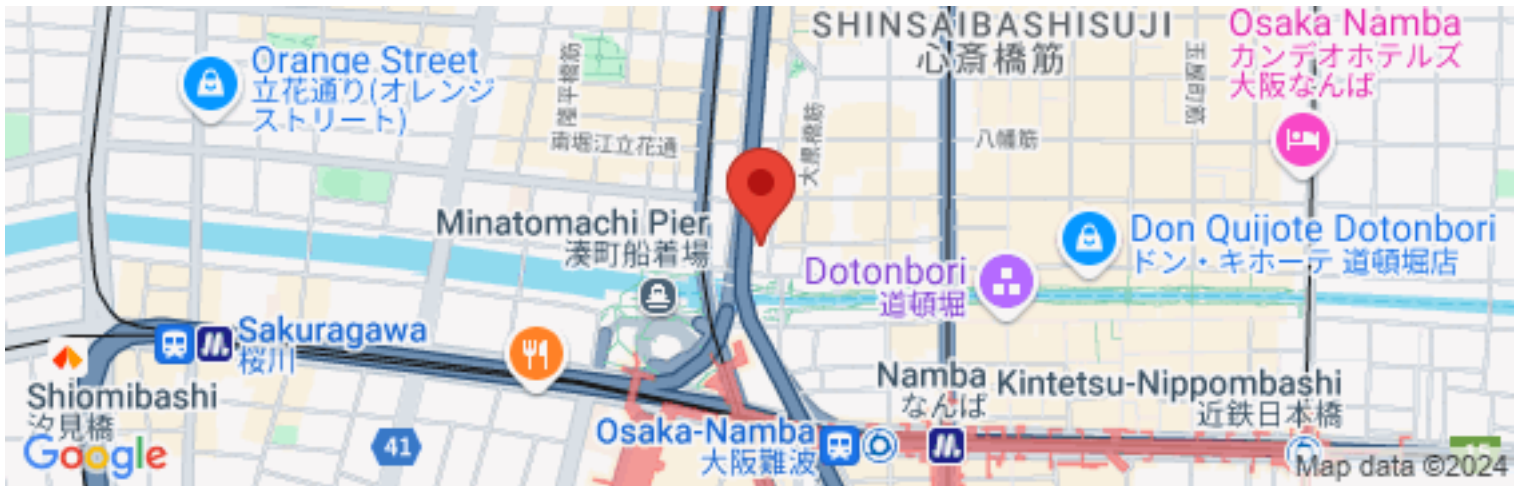 SHINSAIBASHISUJI
心斎橋筋
Osaka Namba
カンデオホテルズ
大阪なんば
Orange Street
立花通り(オレンジ
ストリート)
南堀江立花通
八幡筋
Minatomachi Pier
湊町船着場
Don Quijote Dotonbori
ドン・キホーテ 道頓堀店
Dotonbori
道頓堀
Sakuragawa
桜川
Shiomibashi
汐見橋
Namba
なんば
Kintetsu-Nippombashi
近鉄日本橋
Osaka-Namba
大阪難波
41
Google
Map data ©2024